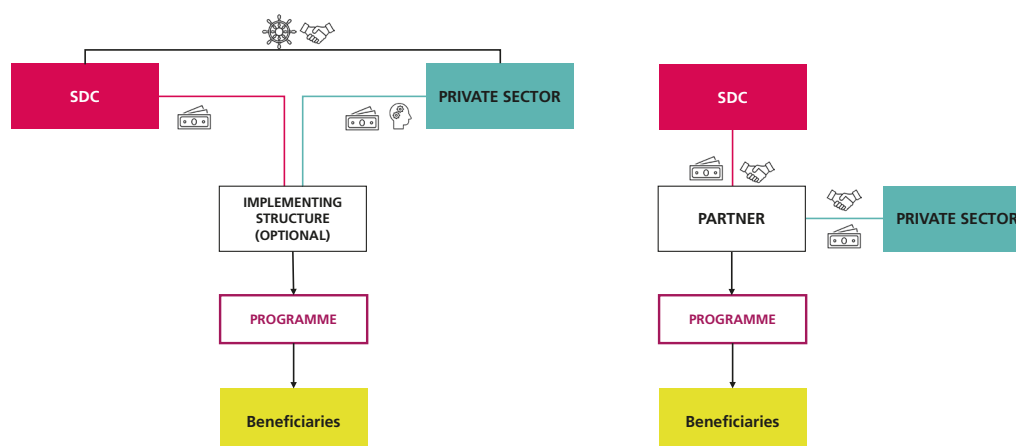 SDC
PRIVATE SECTOR
IMPLEMENTING
STRUCTURE
(OPTIONAL)
PROGRAMME
Beneficiaries
SDC
PARTNER
PRIVATE SECTOR
PROGRAMME
Beneficiaries